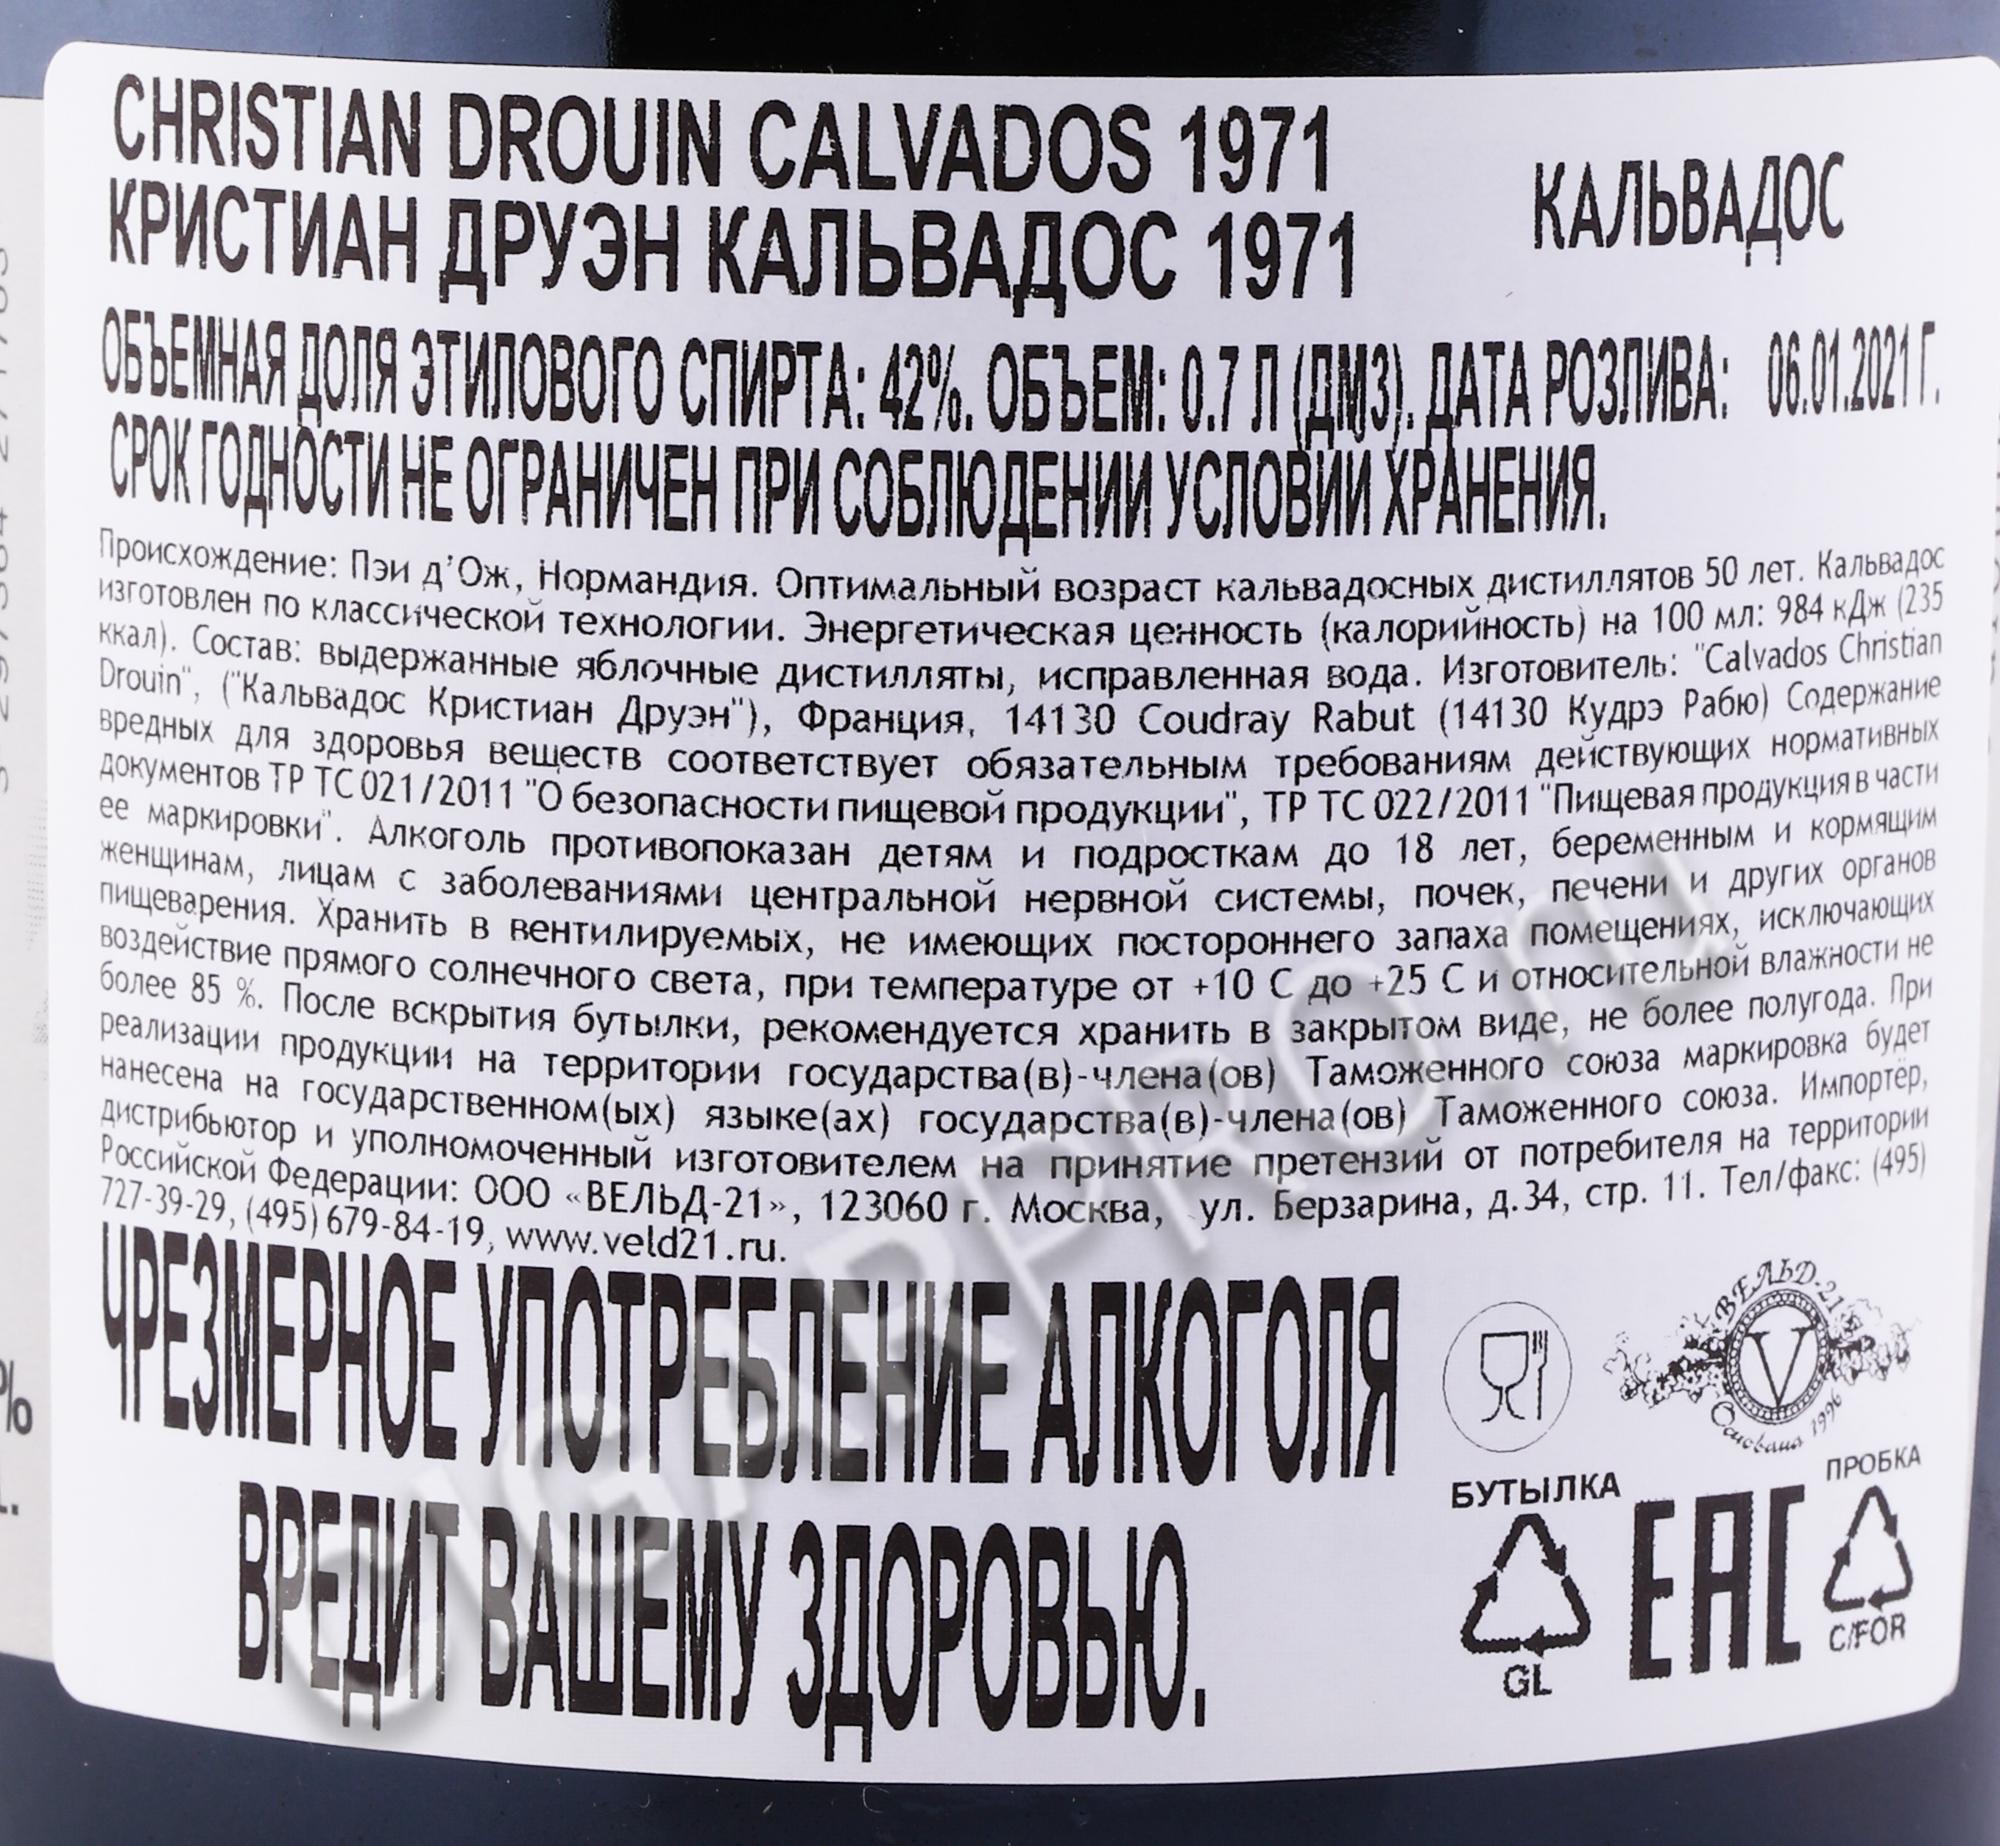 CHRISTIAN DROUIN CALVADOS 1971
КРИСТИАН ДРУЭН КАЛЬВАДОС 1971
КАЛЬВАДОС
ОБЪЕМНАЯ ДОЛЯ ЭТИЛОВОГО СПИРТА: 42%. ОБЪЕМ: 0.7 Л (ДМ3). ДАТА РОЗЛИВА: 06.01.2021 Г.
СРОК ГОДНОСТИ НЕ ОГРАНИЧЕН ПРИ СОБЛЮДЕНИИ УСЛОВИЙ ХРАНЕНИЯ.
Происхождение: Пэи д'Ож, Нормандия. Оптимальный возраст кальвадосных дистиллятов 50 лет. Кальвадос
изготовлен по классической технологии. Энергетическая ценность (калорийность) на 100 мл: 984 кДж (235
ккал). Состав: выдержанные яблочные дистилляты, исправленная вода. Изготовитель: "Calvados Christian
Drouin", ("Кальвадос Кристиан Друэн"), Франция, 14130 Coudray Rabut (14130 Кудрэ Рабю) Содержание
вредных для здоровья веществ соответствует обязательным требованиям действующих нормативных
документов ТР ТС 021/2011 "О безопасности пищевой продукции", ТР ТС 022/2011 "Пищевая продукция в части
ее маркировки". Алкоголь противопоказан детям и подросткам до 18 лет, беременным и кормящим
женщинам, лицам с заболеваниями центральной нервной системы, почек, печени и других органов
пищеварения. Хранить в вентилируемых, не имеющих постороннего запаха помещениях, исключающих
воздействие прямого солнечного света, при температуре от +10 С до +25 С и относительной влажности не
более 85 %. После вскрытия бутылки, рекомендуется хранить в закрытом виде, не более полугода. При
реализации продукции на территории государства(в)-члена(ов) Таможенного союза маркировка будет
нанесена на государственном(ых) языке(ах) государства(в)-члена(ов) Таможенного союза. Импортёр,
дистрибьютор и уполномоченный изготовителем на принятие претензий от потребителя на территории
Российской Федерации: ООО «ВЕЛЬД-21», 123060 г. Москва, ул. Берзарина, д.34, стр. 11. Тел/факс: (495)
727-39-29, (495) 679-84-19, www.veld21.ru.
ЧРЕЗМЕРНОЕ УПОТРЕБЛЕНИЕ АЛКОГОЛЯ
ВРЕДИТ ВАШЕМУ ЗДОРОВЬЮ.
ВЕЛЬД-21
V
Основана 1996
БУТЫЛКА
GL
EAC
ПРОБКА
C/FOR
CIGARPRO.ru